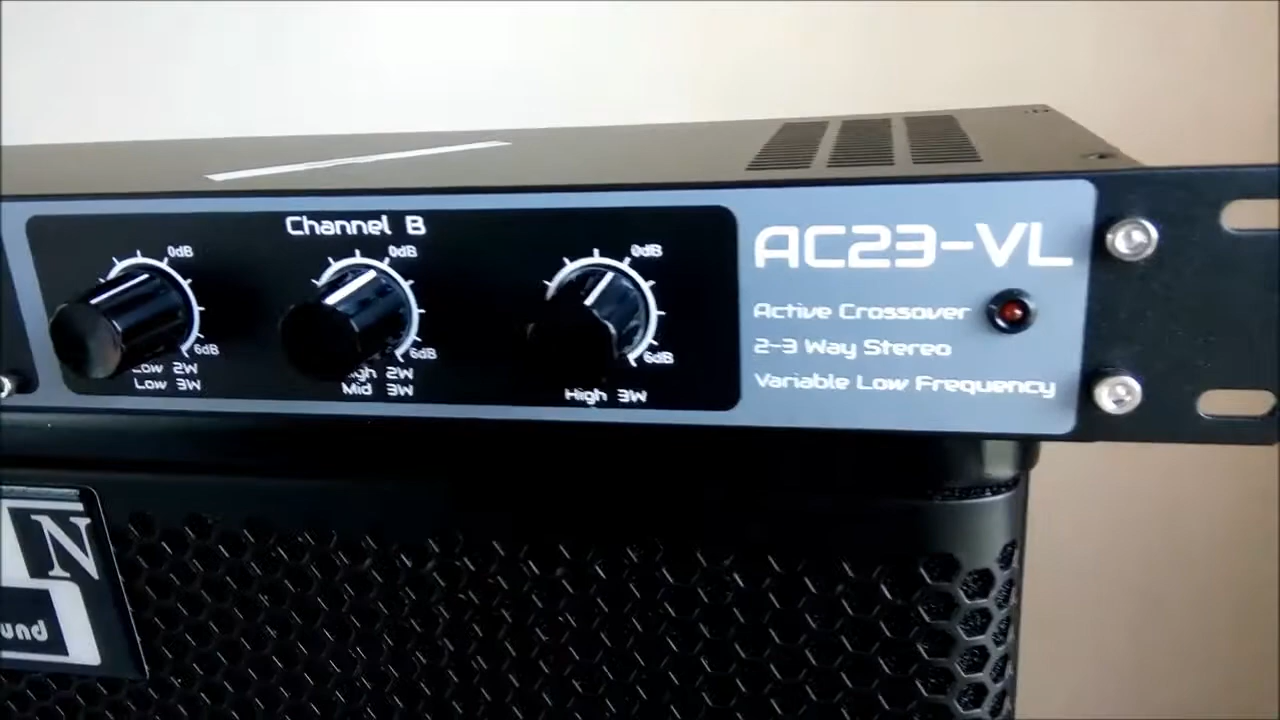 Channel B
0dB
0dB
0dB
6dB
6dB
6dB
Low 2W
Low 3W
High 2W
Mid 3W
High 3W
AC23-VL
Active Crossover
2-3 Way Stereo
Variable Low Frequency
N